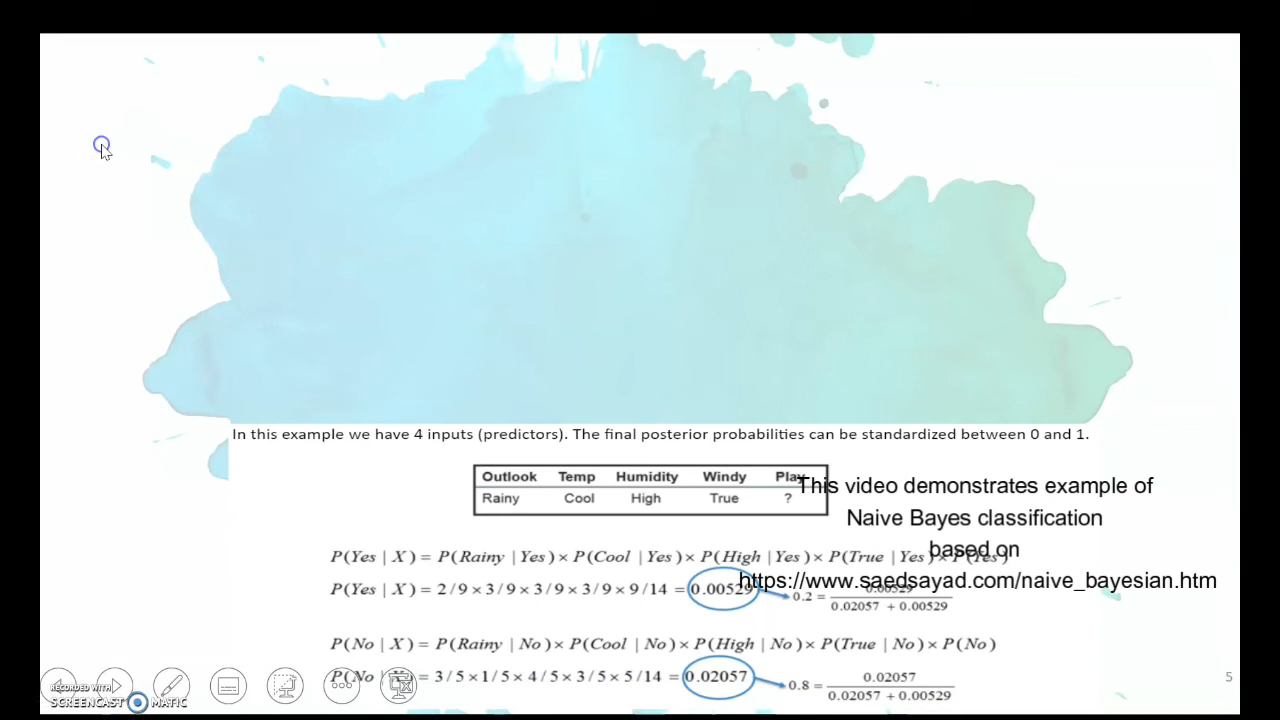 In this example we have 4 inputs (predictors). The final posterior probabilities can be standardized between 0 and 1.
Outlook Temp Humidity Windy Play
Rainy Cool High True ?
This video demonstrates example of
Naive Bayes classification
based on
https://www.saedsayad.com/naive_bayesian.htm
P(Yes | X) = P(Rainy | Yes) × P(Cool | Yes) × P(High | Yes) × P(True | Yes) × P(Yes)
P(Yes | X) = 2/9 × 3/9 × 3/9 × 3/9 × 9/14 = 0.00529
0.2 = 0.00529
0.02057 + 0.00529
P(No | X) = P(Rainy | No) × P(Cool | No) × P(High | No) × P(True | No) × P(No)
P(No | X) = 3/5 × 1/5 × 4/5 × 3/5 × 5/14 = 0.02057
0.8 = 0.02057
0.02057 + 0.00529
5
RECORDED WITH
SCREENCAST MATIC